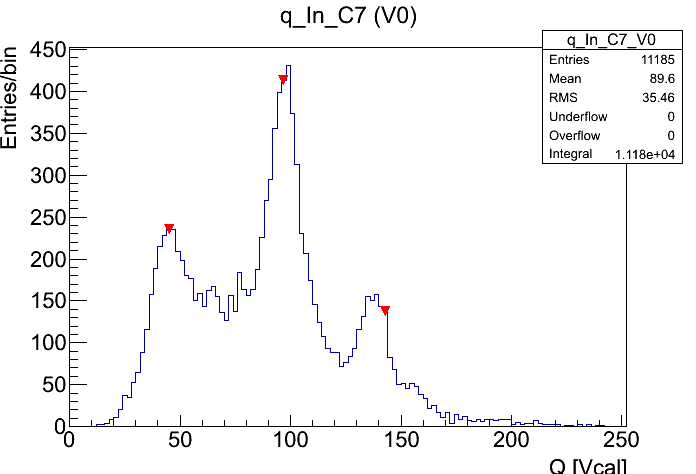 q_In_C7 (V0)
Entries/bin
450
400
350
300
250
200
150
100
50
0
0 50 100 150 200 250
Q [Vcal]
q_In_C7_V0
Entries 11185
Mean 89.6
RMS 35.46
Underflow 0
Overflow 0
Integral 1.118e+04